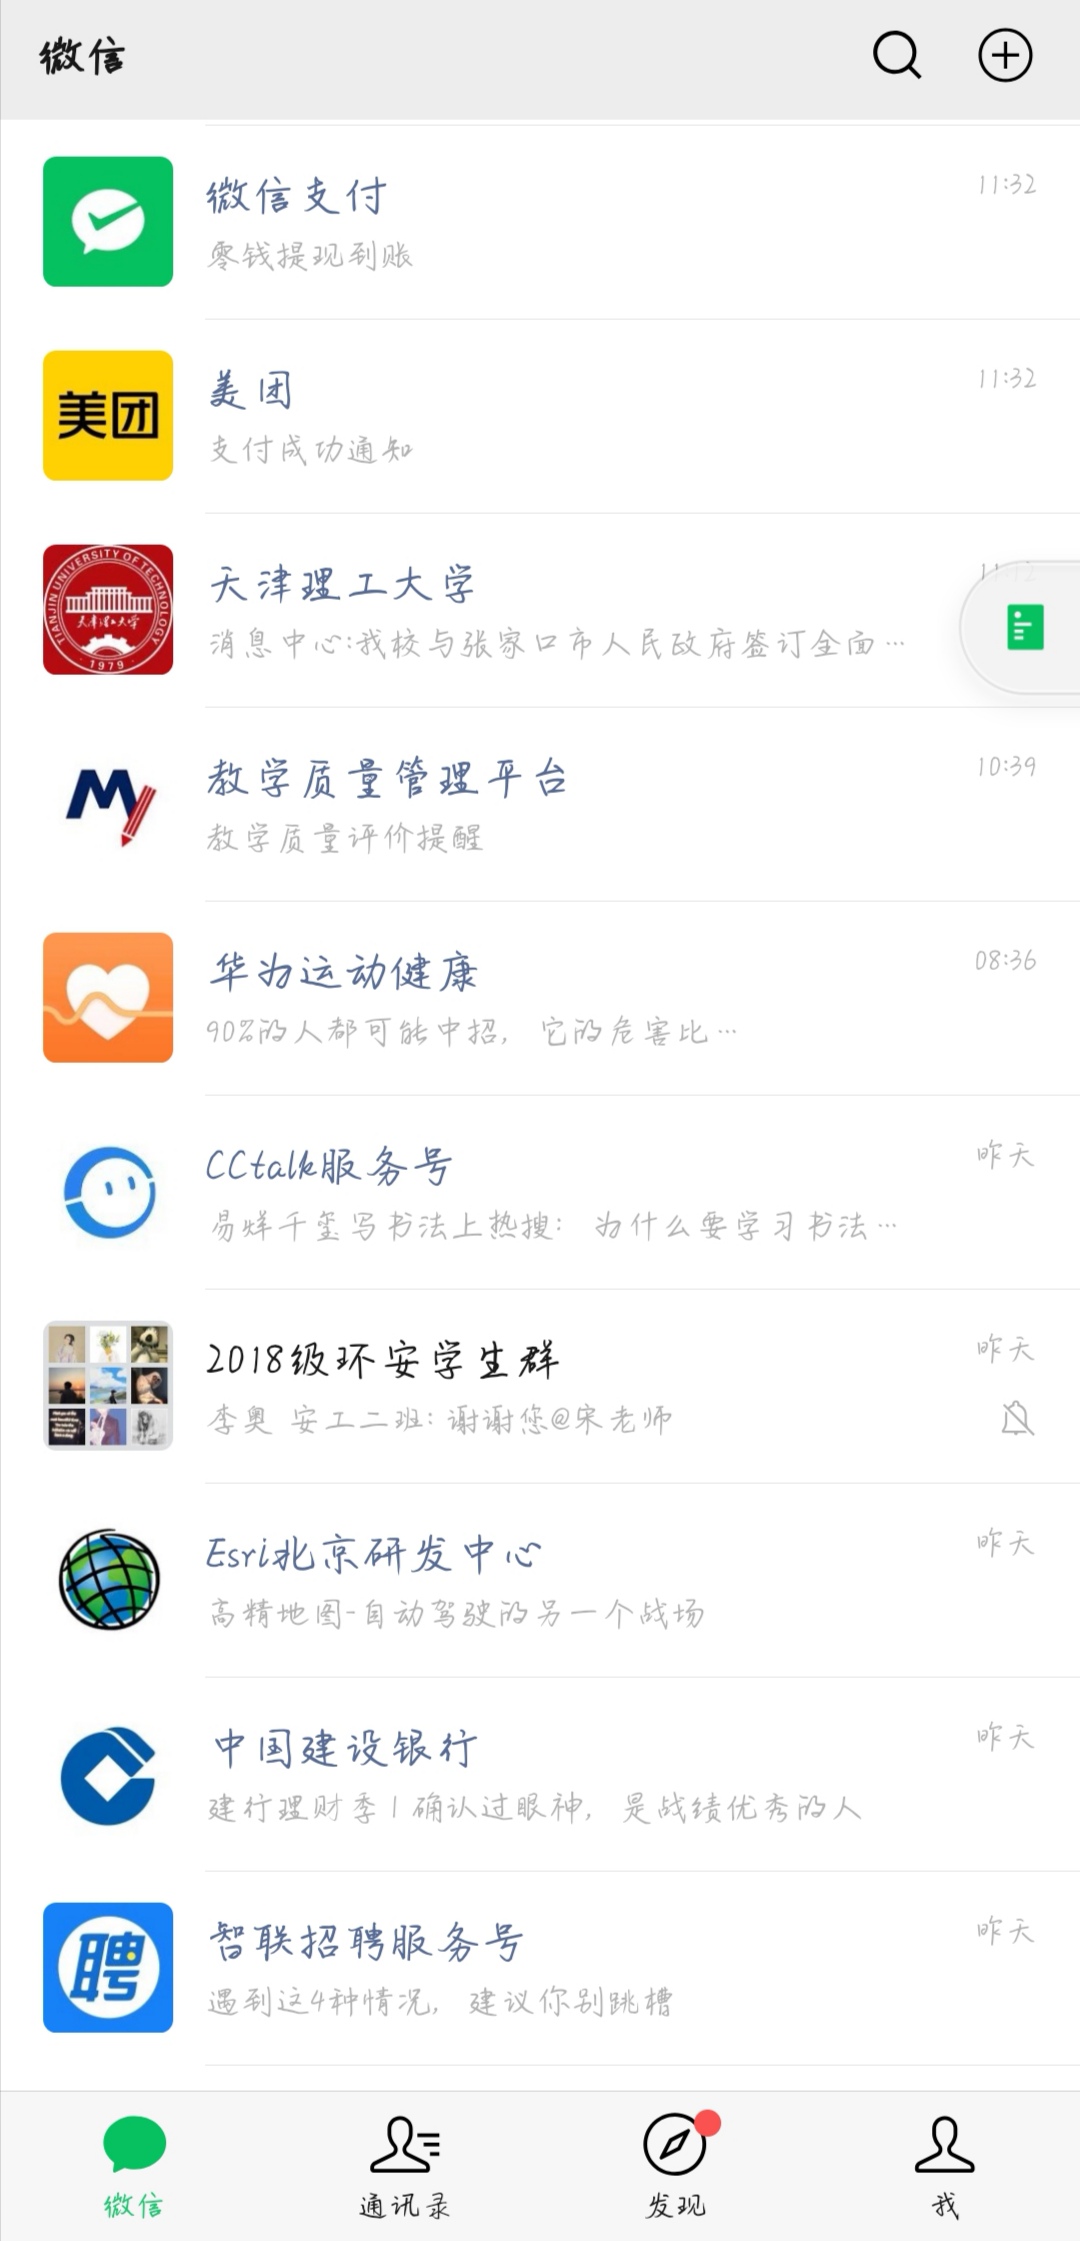 微信
微信支付
11:32
零钱提现到账
美团
美团
11:32
支付成功通知
TIANJIN UNIVERSITY OF TECHNOLOGY
天津理工大学
·1979·
天津理工大学
11:12
消息中心:我校与张家口市人民政府签订全面…
教学质量管理平台
10:39
教学质量评价提醒
华为运动健康
08:36
90%的人都可能中招，它的危害比…
CCtalk服务号
昨天
易烊千玺写书法上热搜：为什么要学习书法…
2018级环安学生群
昨天
李奥 安工二班: 谢谢您@宋老师
Esri北京研发中心
昨天
高精地图-自动驾驶的另一个战场
中国建设银行
昨天
建行理财季 | 确认过眼神，是战绩优秀的人
聘
智联招聘服务号
昨天
遇到这4种情况，建议你别跳槽
微信
通讯录
发现
我